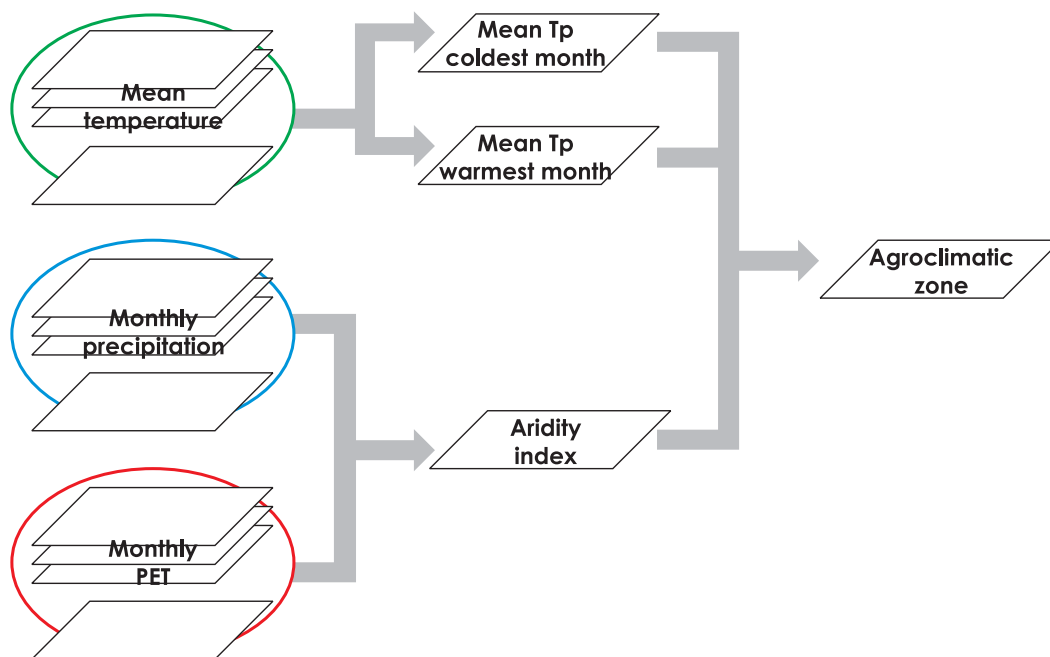 Mean
temperature
Mean Tp
coldest month
Mean Tp
warmest month
Monthly
precipitation
Agroclimatic
zone
Aridity
index
Monthly
PET